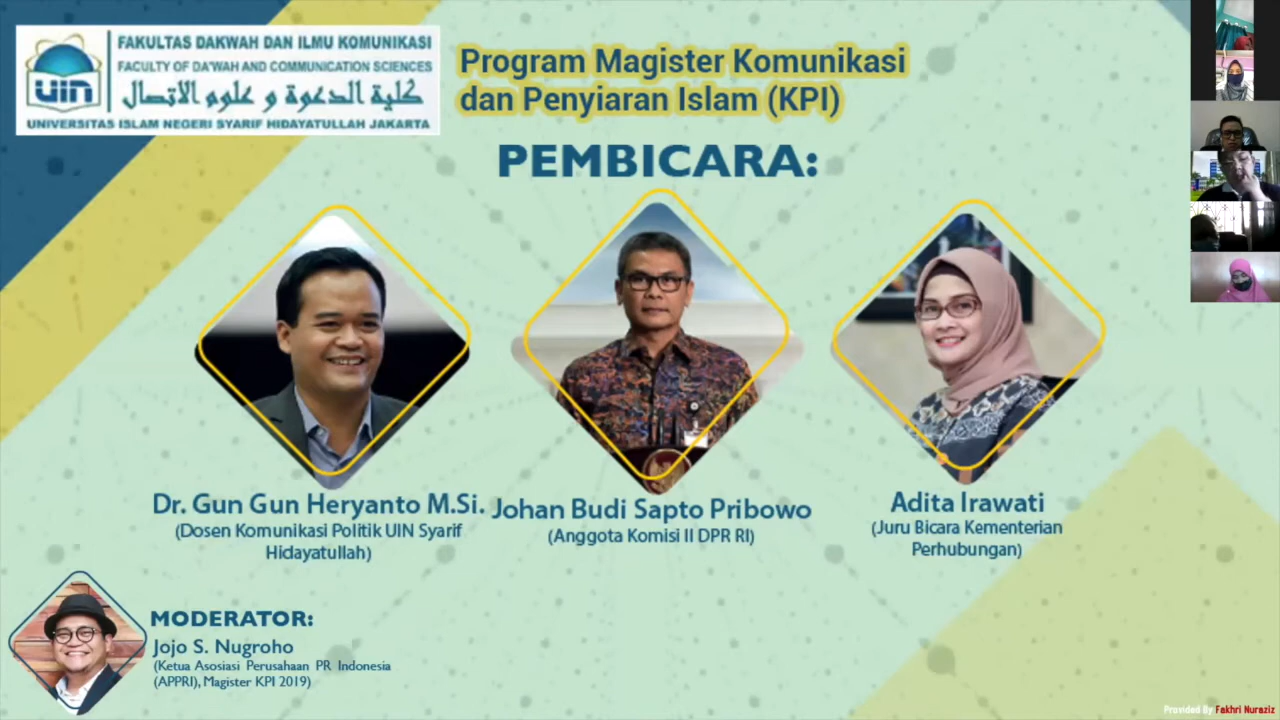 FAKULTAS DAKWAH DAN ILMU KOMUNIKASI
FACULTY OF DA'WAH AND COMMUNICATION SCIENCES
uin
كلية الدعوة و علوم الاتصال
UNIVERSITAS ISLAM NEGERI SYARIF HIDAYATULLAH JAKARTA
Program Magister Komunikasi
dan Penyiaran Islam (KPI)
PEMBICARA:
Dr. Gun Gun Heryanto M.Si.
(Dosen Komunikasi Politik UIN Syarif
Hidayatullah)
Johan Budi Sapto Pribowo
(Anggota Komisi II DPR RI)
Adita Irawati
(Juru Bicara Kementerian
Perhubungan)
MODERATOR:
Jojo S. Nugroho
(Ketua Asosiasi Perusahaan PR Indonesia
(APPRI), Magister KPI 2019)
Provided By Fakhri Nuraziz